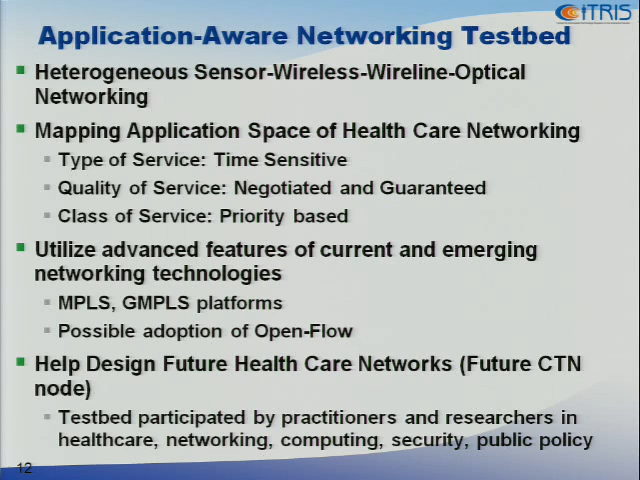 CiTRIS
Application-Aware Networking Testbed
Heterogeneous Sensor-Wireless-Wireline-Optical
Networking
Mapping Application Space of Health Care Networking
Type of Service: Time Sensitive
Quality of Service: Negotiated and Guaranteed
Class of Service: Priority based
Utilize advanced features of current and emerging
networking technologies
MPLS, GMPLS platforms
Possible adoption of Open-Flow
Help Design Future Health Care Networks (Future CTN
node)
Testbed participated by practitioners and researchers in
healthcare, networking, computing, security, public policy
12